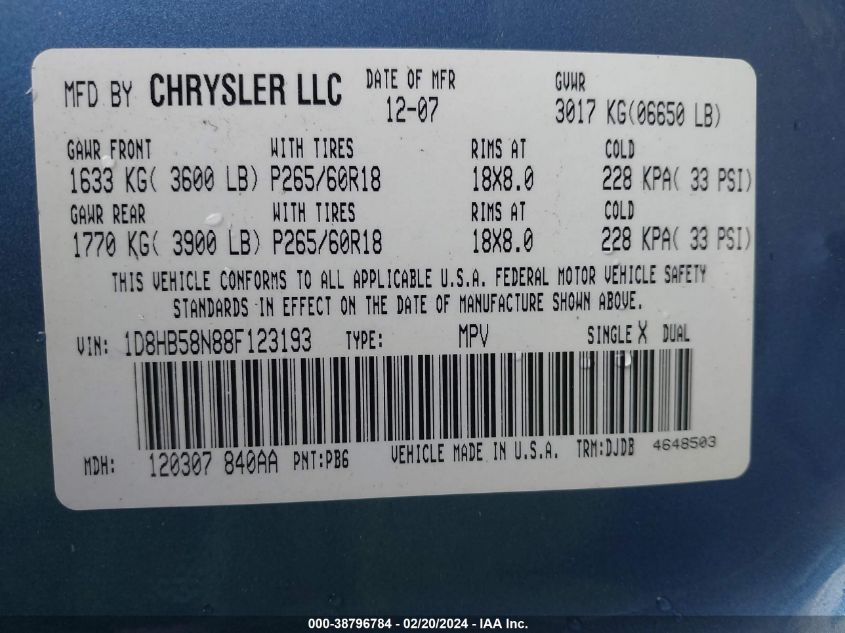 MFD BY CHRYSLER LLC DATE OF MFR GVWR
12-07 3017 KG(06650 LB)
GAWR FRONT WITH TIRES RIMS AT COLD
1633 KG( 3600 LB) P265/60R18 18X8.0 228 KPA( 33 PSI)
GAWR REAR WITH TIRES RIMS AT COLD
1770 KG( 3900 LB) P265/60R18 18X8.0 228 KPA( 33 PSI)
THIS VEHICLE CONFORMS TO ALL APPLICABLE U.S.A. FEDERAL MOTOR VEHICLE SAFETY
STANDARDS IN EFFECT ON THE DATE OF MANUFACTURE SHOWN ABOVE.
VIN: 1D8HB58N88F123193 TYPE: MPV SINGLE X DUAL
MDH: 120307 840AA PNT:PB6 VEHICLE MADE IN U.S.A. TRM:DJDB 4648503
000-38796784 - 02/20/2024 - IAA Inc.